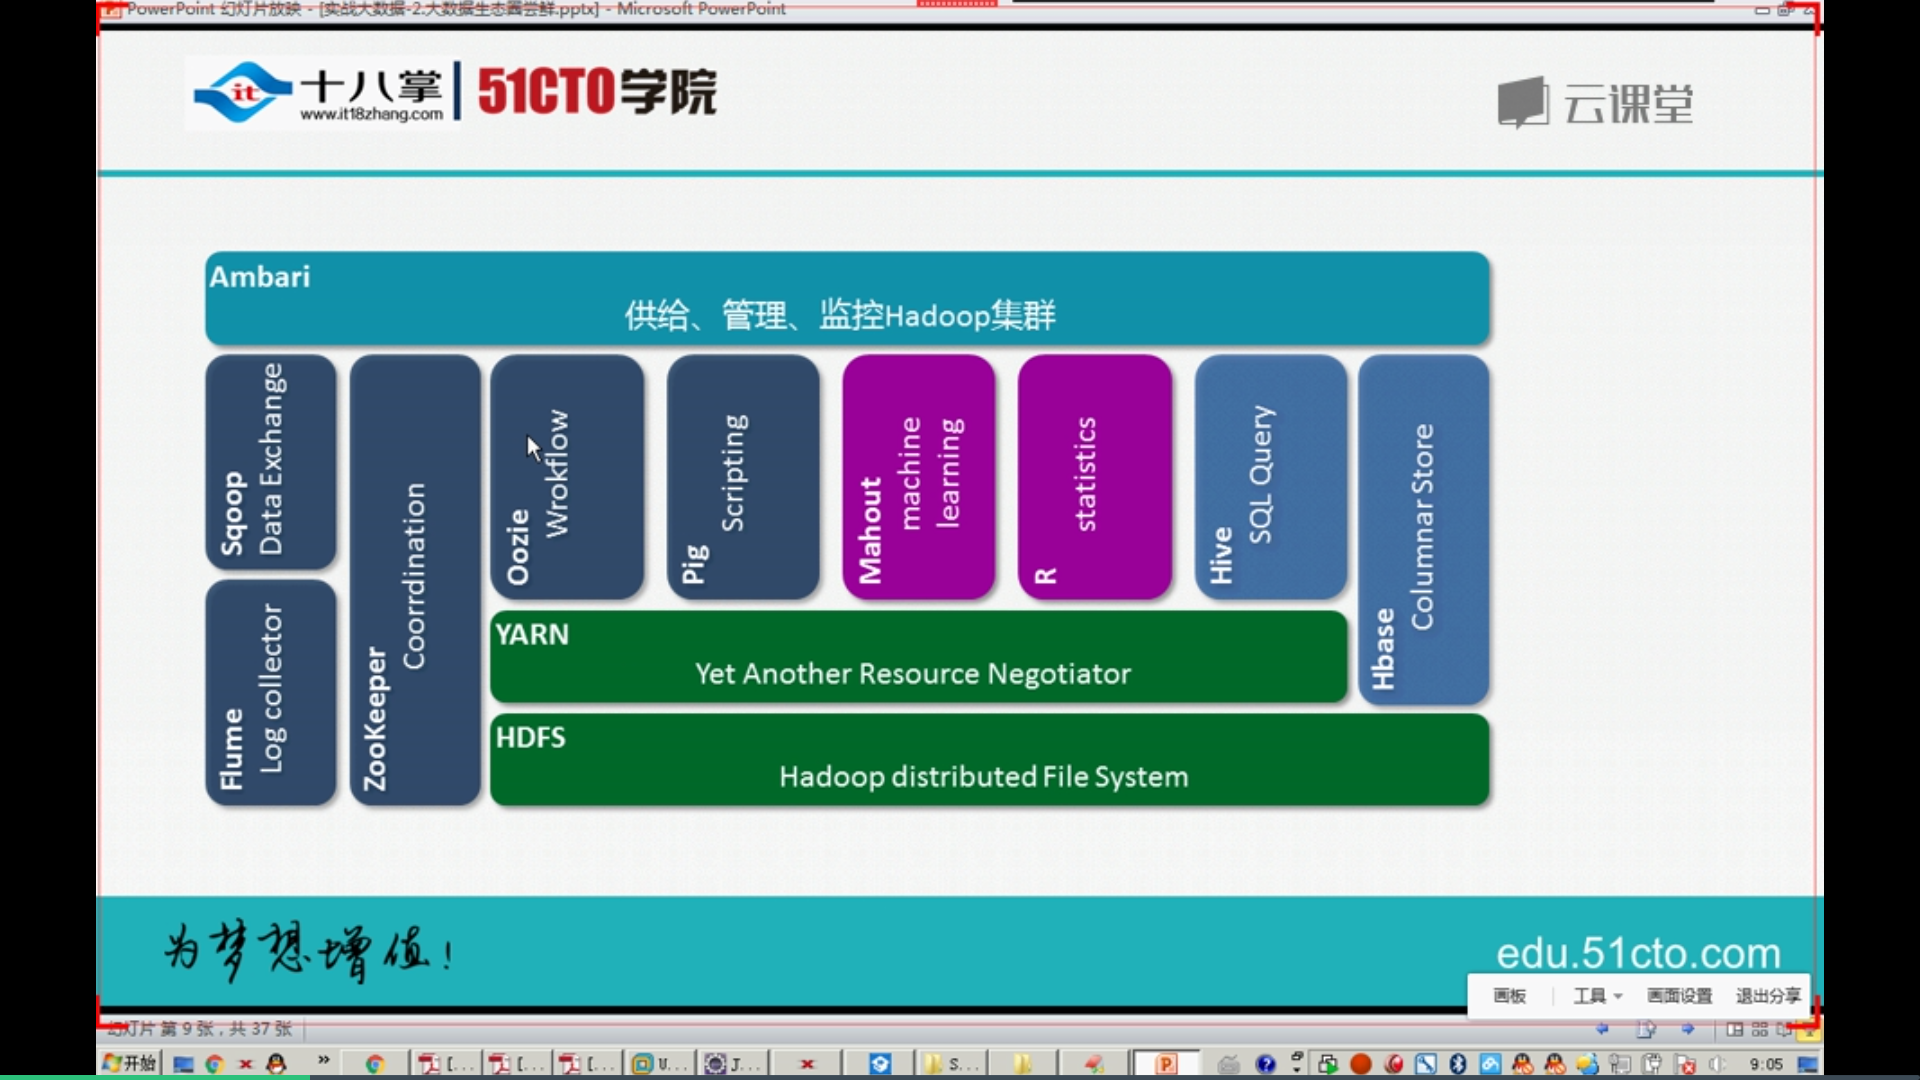 PowerPoint 幻灯片放映 - [实战大数据-2.大数据生态圈尝鲜.pptx] - Microsoft PowerPoint
it 十八掌
www.it18zhang.com
51CTO学院
云课堂
Ambari
供给、管理、监控Hadoop集群
Sqoop
Data Exchange
Flume
Log collector
ZooKeeper
Coorrdination
Oozie
Wrokflow
Pig
Scripting
Mahout
machine
learning
R
statistics
Hive
SQL Query
Hbase
Columnar Store
YARN
Yet Another Resource Negotiator
HDFS
Hadoop distributed File System
为梦想增值!
edu.51cto.com
画板 工具 画面设置 退出分享
幻灯片 第 9 张，共 37 张
开始 [... [... [... U... J... S... 9:05